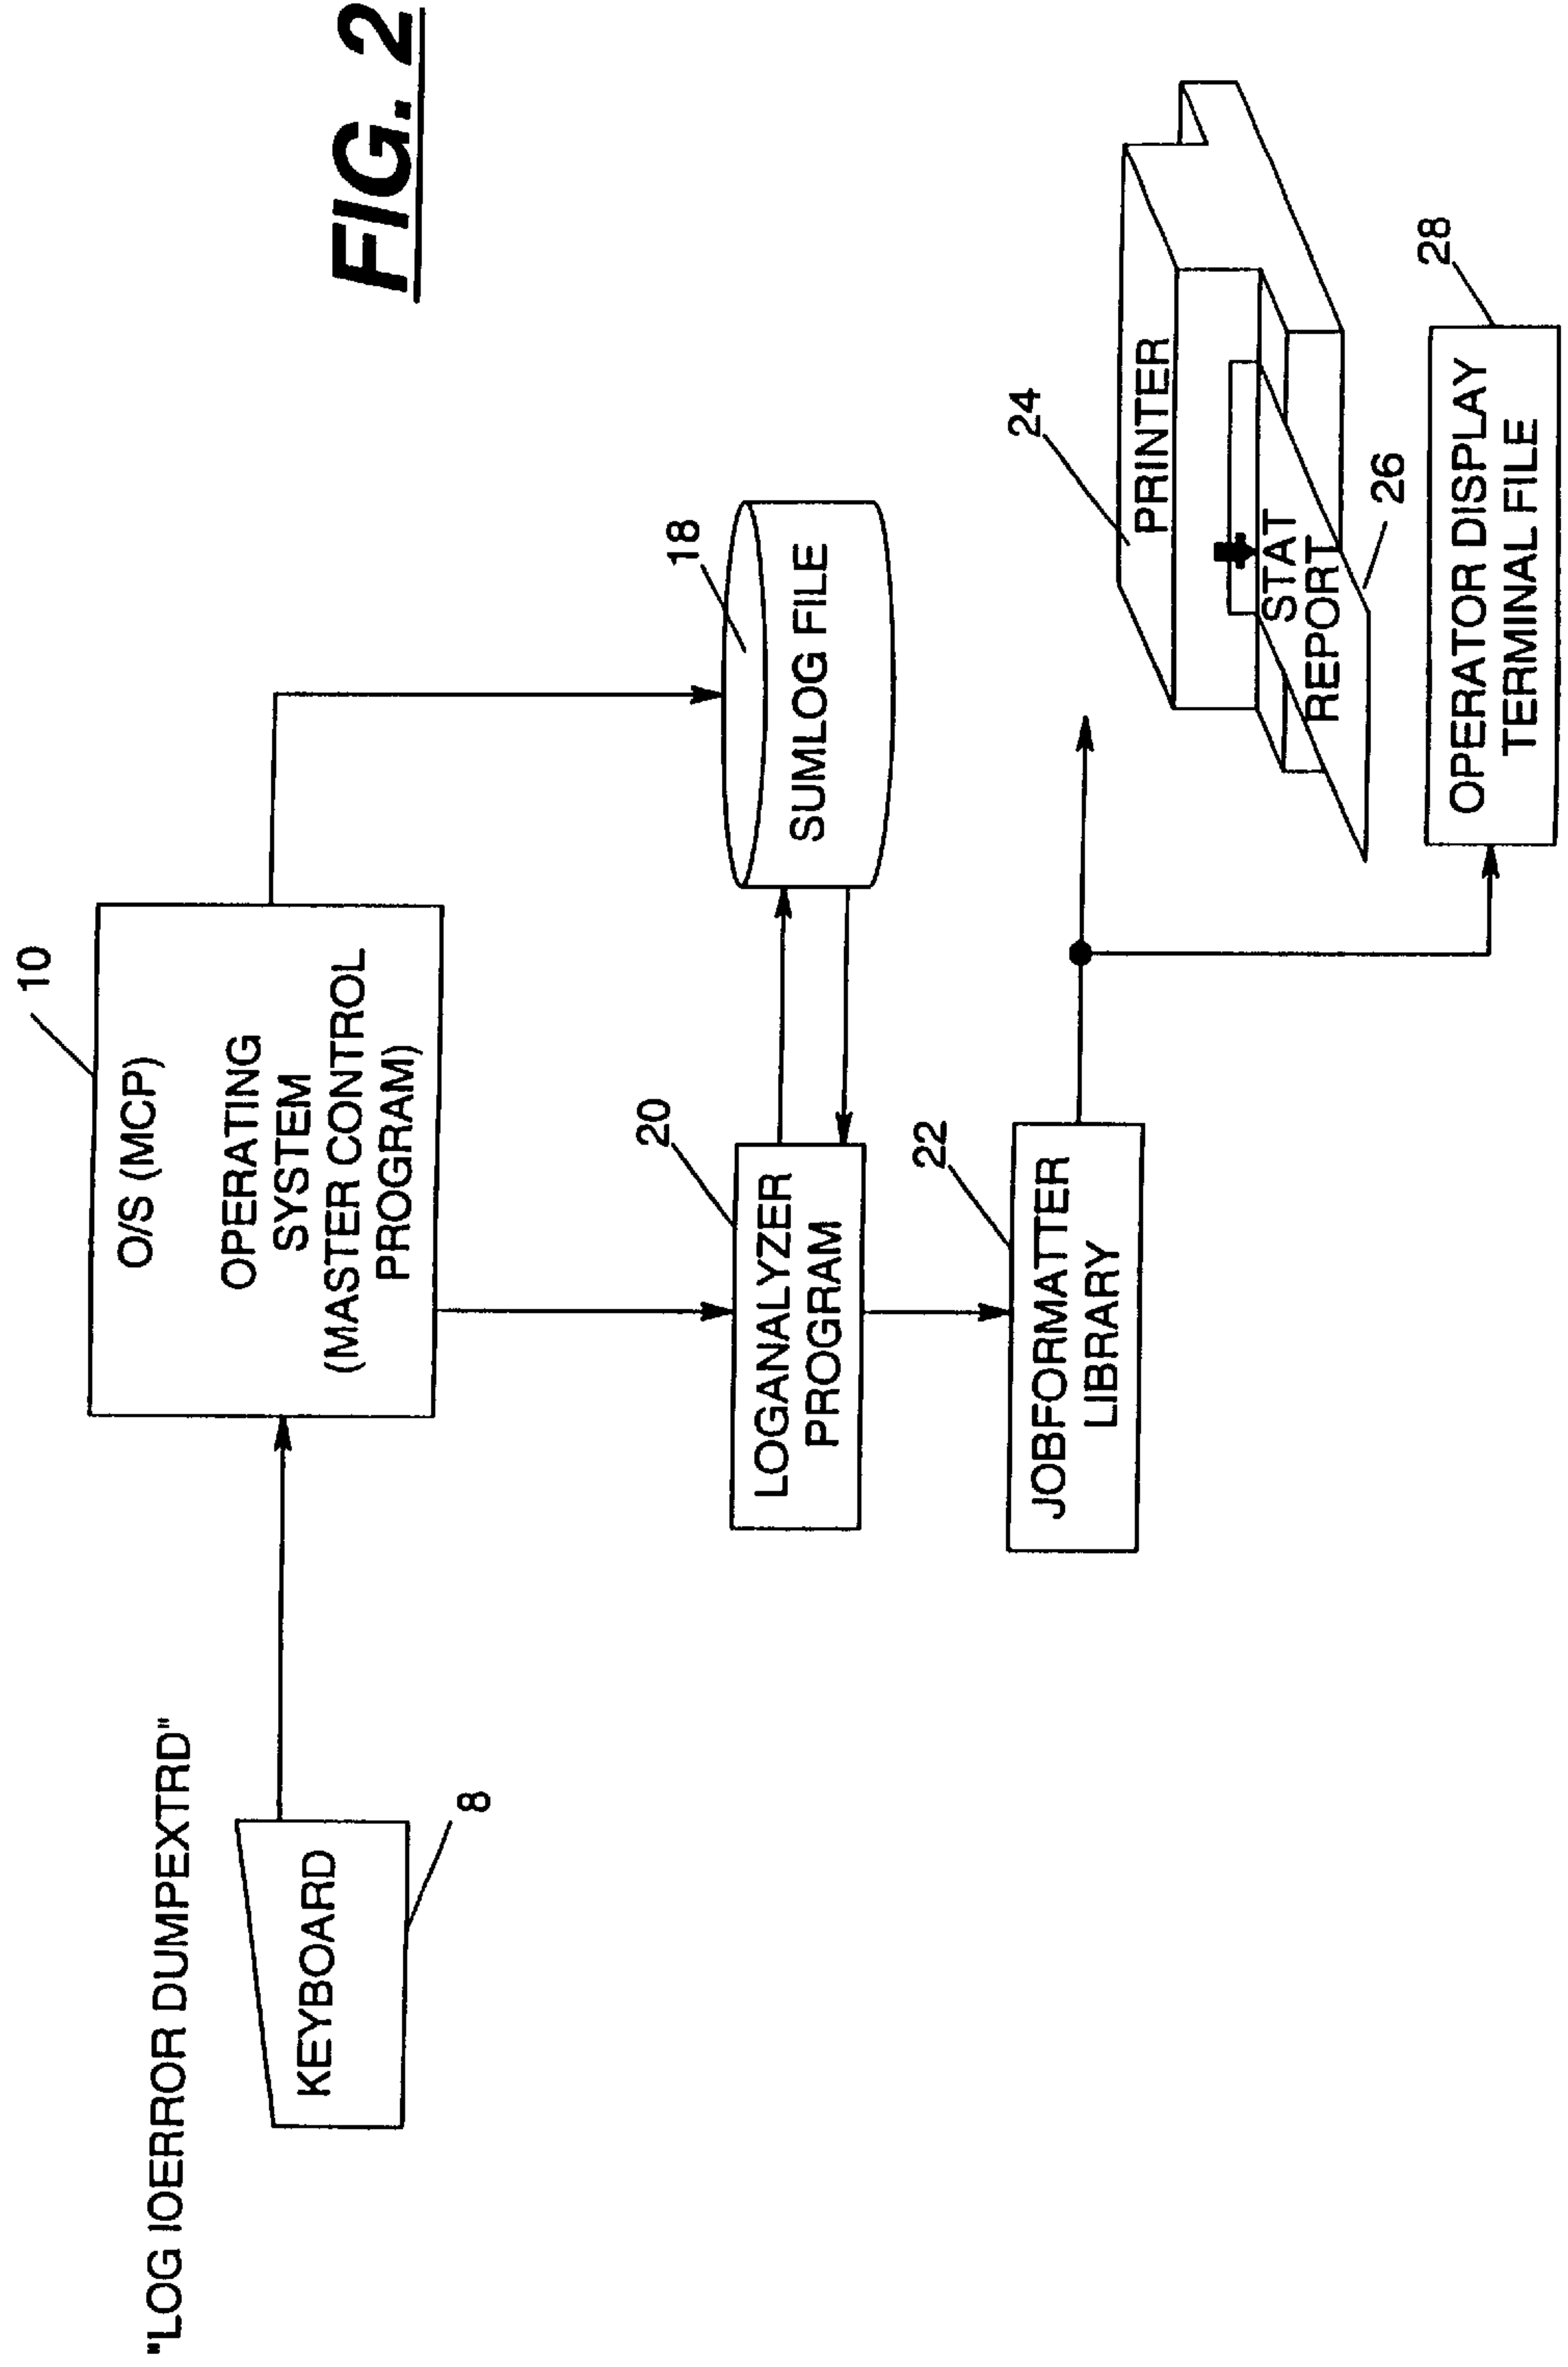 FIG. 2
"LOG IOERROR DUMPEXTRD"
KEYBOARD
8
10
O/S (MCP)
OPERATING
SYSTEM
(MASTER CONTROL
PROGRAM)
18
SUMLOG FILE
20
LOGANALYZER
PROGRAM
22
JOBFORMATTER
LIBRARY
24
PRINTER
STAT
REPORT
26
28
OPERATOR DISPLAY
TERMINAL FILE